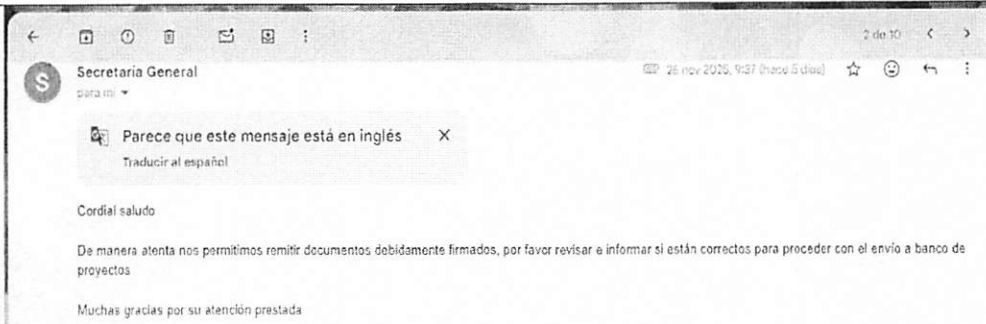 2 de 10
S
Secretaria General
26 nov 2025, 9:37 (hace 5 días)
para mí
Parece que este mensaje está en inglés
Traducir al español
Cordial saludo
De manera atenta nos permitimos remitir documentos debidamente firmados, por favor revisar e informar si están correctos para proceder con el envío a banco de
proyectos
Muchas gracias por su atención prestada